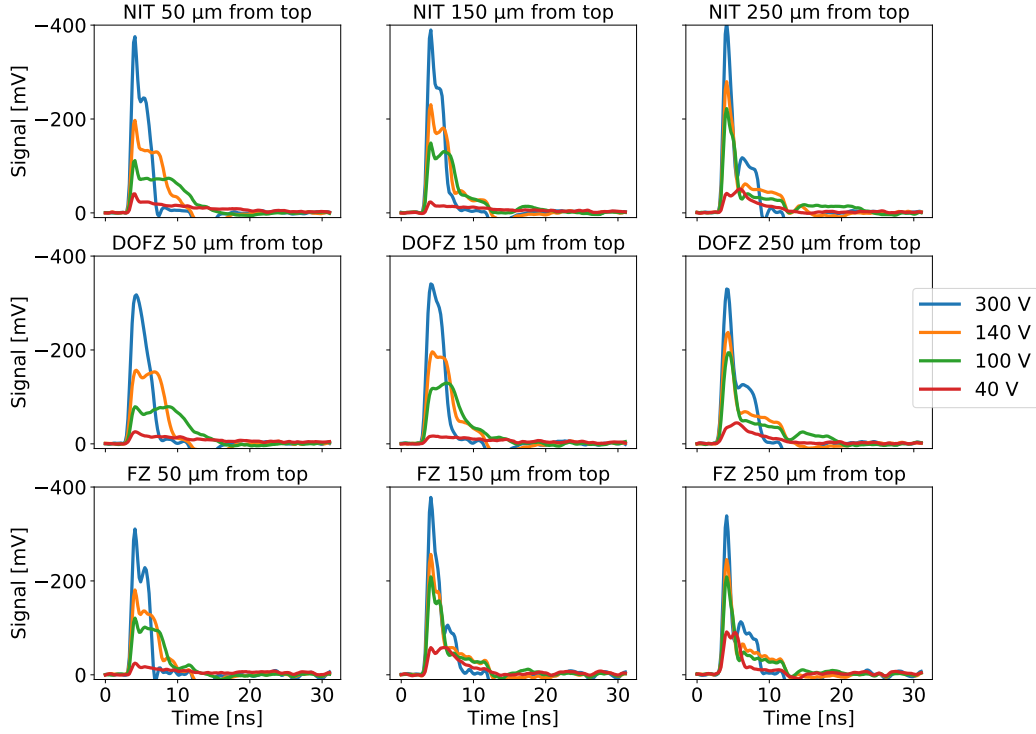 NIT 50 µm from top
NIT 150 µm from top
NIT 250 µm from top
−400
−200
0
Signal [mV]
DOFZ 50 µm from top
DOFZ 150 µm from top
DOFZ 250 µm from top
−400
−200
0
Signal [mV]
300 V
140 V
100 V
40 V
FZ 50 µm from top
FZ 150 µm from top
FZ 250 µm from top
−400
−200
0
Signal [mV]
0 10 20 30
0 10 20 30
0 10 20 30
Time [ns]
Time [ns]
Time [ns]